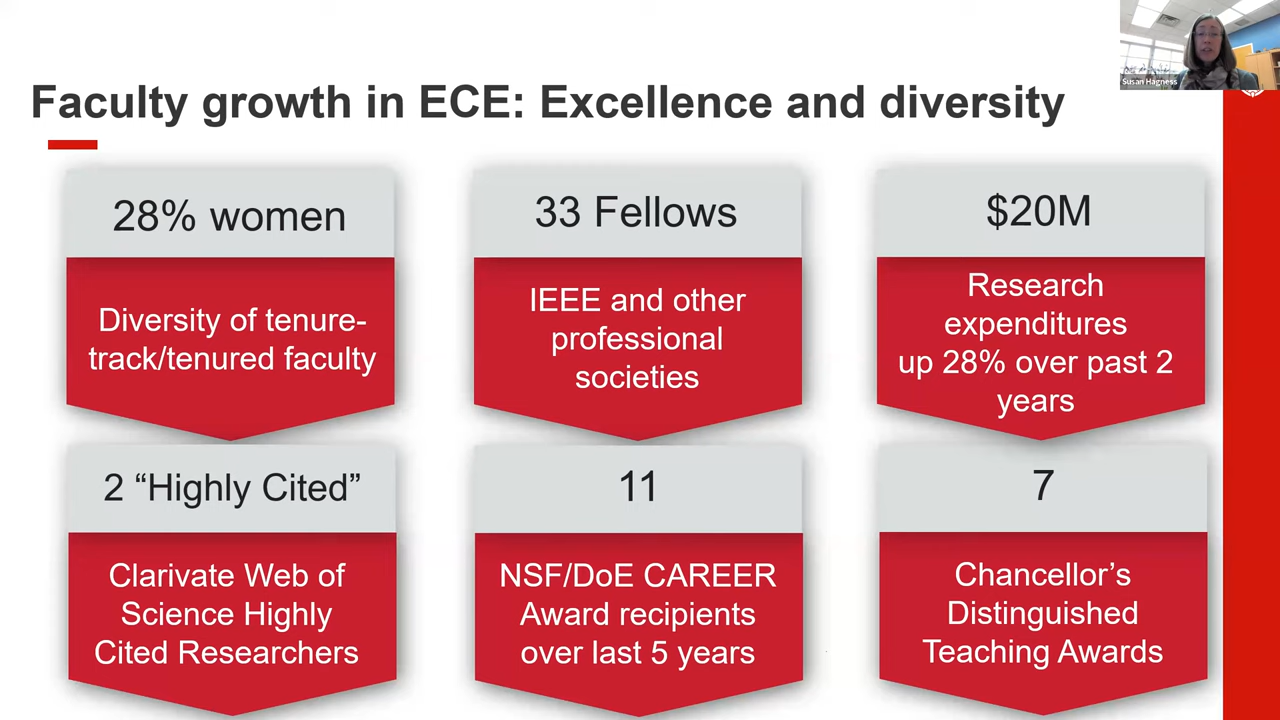 Susan Hagness
Faculty growth in ECE: Excellence and diversity
28% women
Diversity of tenure-
track/tenured faculty
33 Fellows
IEEE and other
professional
societies
$20M
Research
expenditures
up 28% over past 2
years
2 “Highly Cited”
Clarivate Web of
Science Highly
Cited Researchers
11
NSF/DoE CAREER
Award recipients
over last 5 years
7
Chancellor’s
Distinguished
Teaching Awards